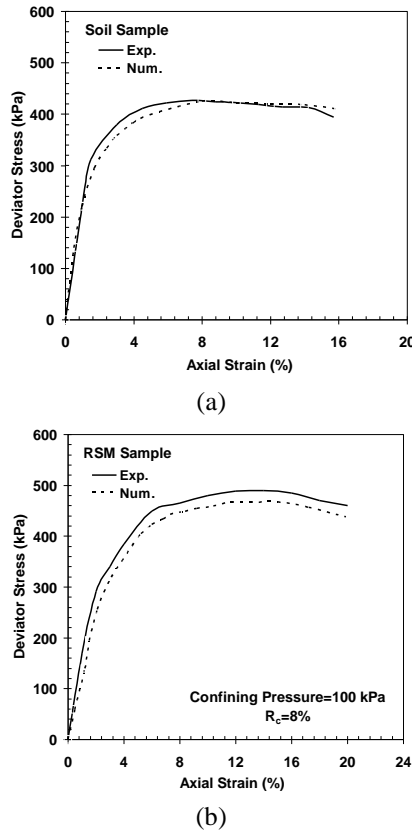 600
500
400
300
200
100
0
Deviator Stress (kPa)
Soil Sample
Exp.
Num.
0 4 8 12 16 20
Axial Strain (%)
(a)
600
500
400
300
200
100
0
Deviator Stress (kPa)
RSM Sample
Exp.
Num.
Confining Pressure=100 kPa
Rc=8%
0 4 8 12 16 20 24
Axial Strain (%)
(b)